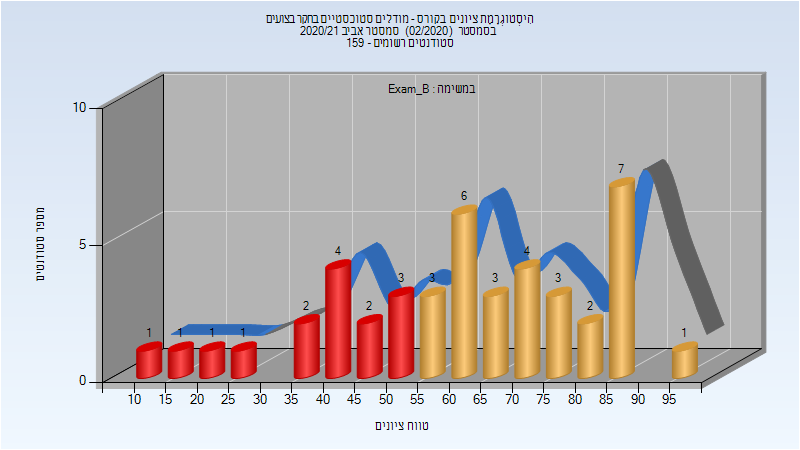 היסטוגרמת ציונים בקורס - מודלים סטוכסטיים בחקר בצועים
בסמסטר (02/2020) סמסטר אביב 2020/21
סטודנטים רשומים - 159
במשימה : Exam_B
מספר סטודנטים
10
5
0
1 1 1 1 2 4 2 3 3 6 3 4 3 2 7 1
10 15 20 25 30 35 40 45 50 55 60 65 70 75 80 85 90 95
טווח ציונים